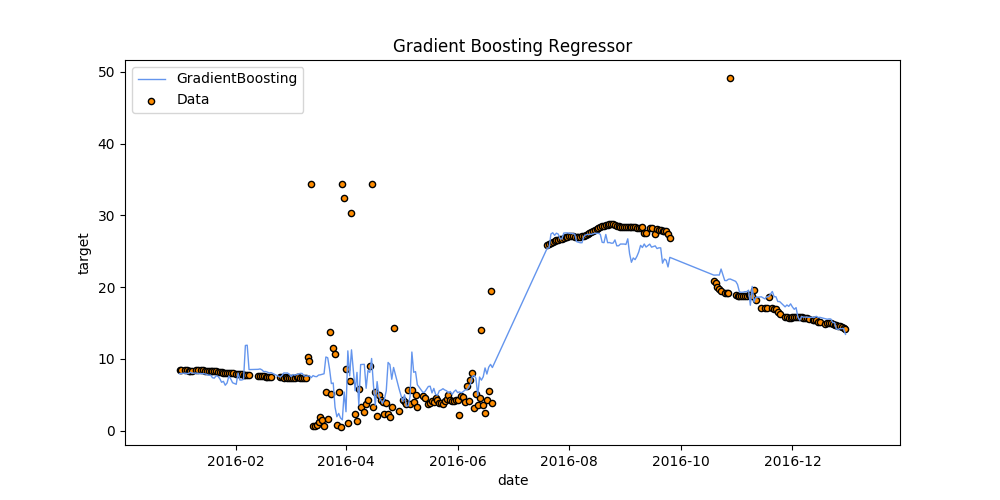 Gradient Boosting Regressor
GradientBoosting
Data
50
40
30
20
10
0
target
2016-02 2016-04 2016-06 2016-08 2016-10 2016-12
date